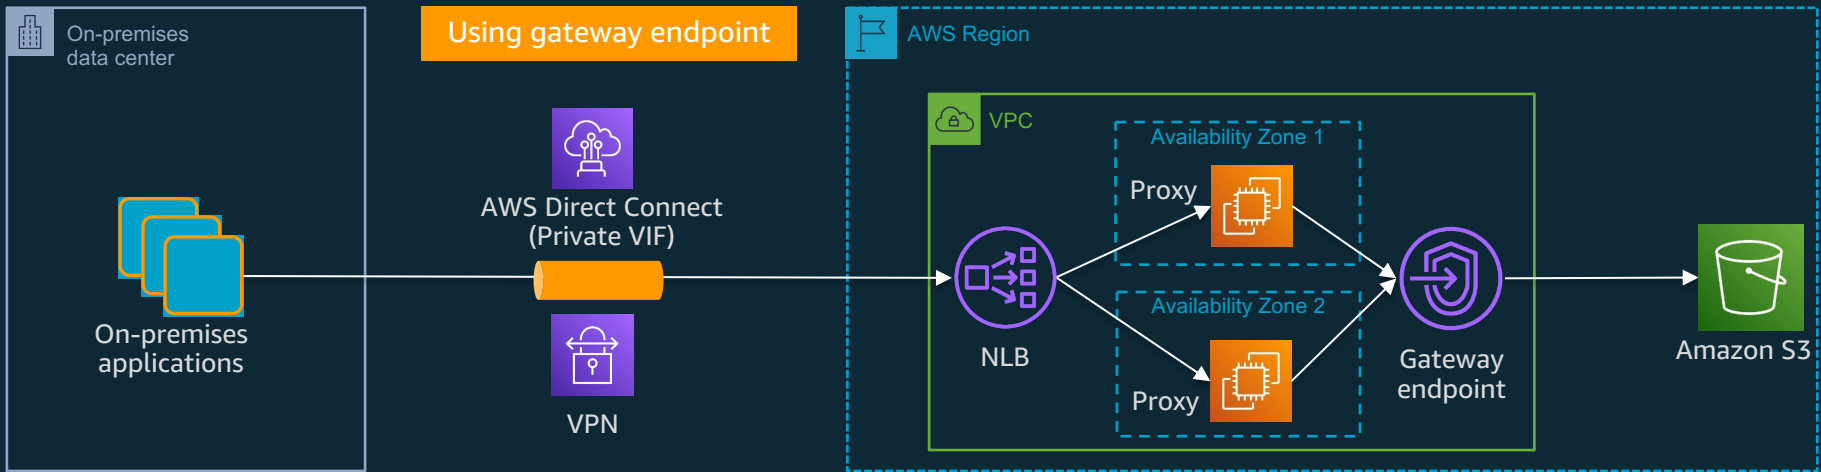 On-premises
data center
Using gateway endpoint
AWS Region
VPC
Availability Zone 1
Proxy
AWS Direct Connect
(Private VIF)
Availability Zone 2
On-premises
applications
NLB
Proxy
Gateway
endpoint
Amazon S3
VPN